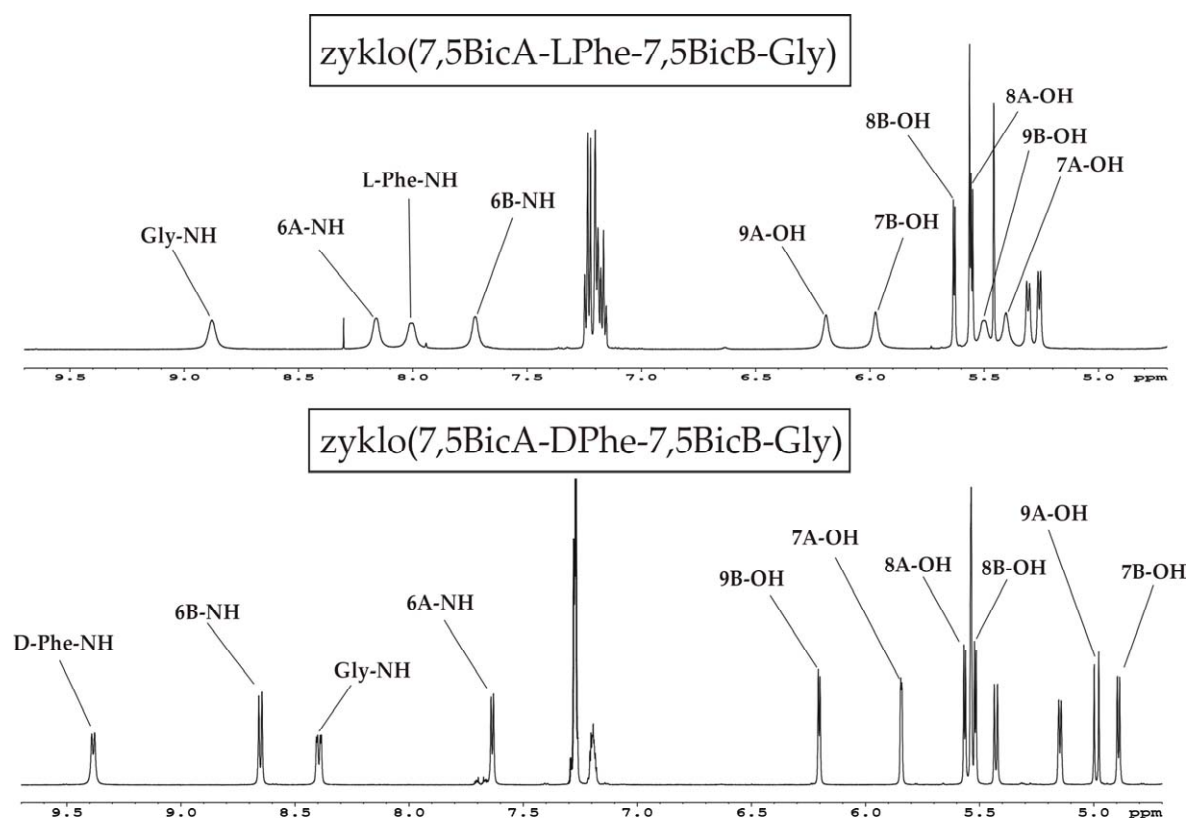 zyklo(7,5BicA-LPhe-7,5BicB-Gly)
8A-OH
8B-OH
9B-OH
7A-OH
L-Phe-NH
6B-NH
6A-NH
Gly-NH
9A-OH
7B-OH
9.5 9.0 8.5 8.0 7.5 7.0 6.5 6.0 5.5 5.0 ppm
zyklo(7,5BicA-DPhe-7,5BicB-Gly)
9A-OH
7A-OH
8A-OH
8B-OH
7B-OH
9B-OH
6A-NH
6B-NH
D-Phe-NH
Gly-NH
9.5 9.0 8.5 8.0 7.5 7.0 6.5 6.0 5.5 5.0 ppm